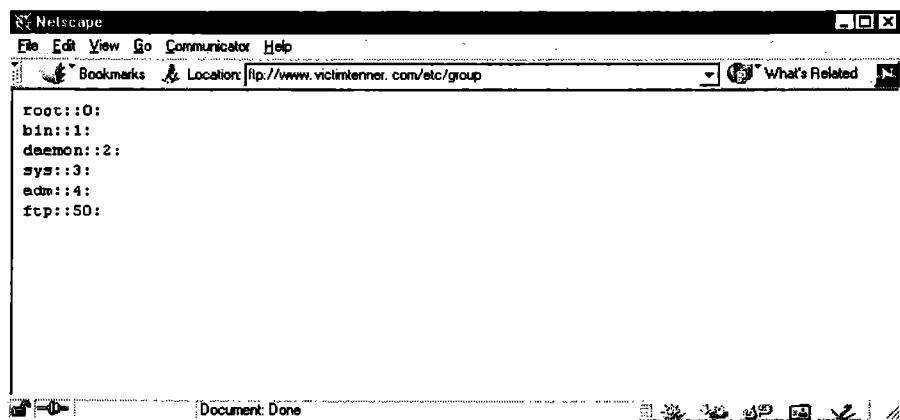 Netscape
File Edit View Go Communicator Help
Bookmarks Location: ftp://www.victimtenner.com/etc/group What's Related N
root::0:
bin::1:
daemon::2:
sys::3:
adm::4:
ftp::50:
Document: Done